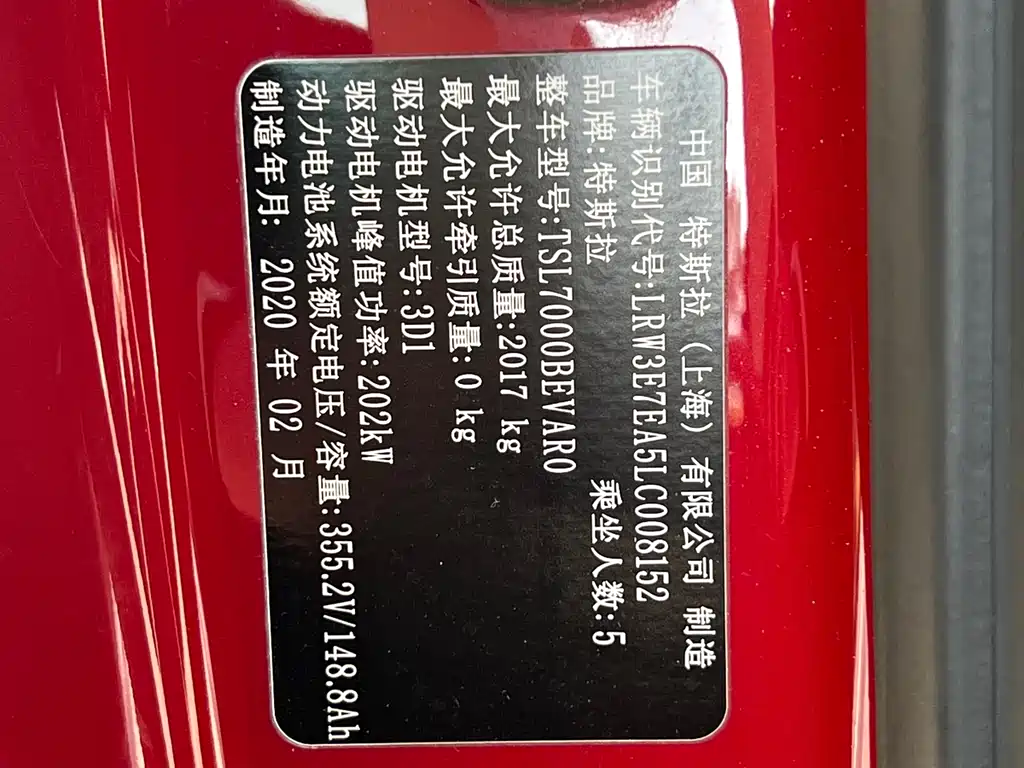 中国 特斯拉 (上海) 有限公司 制造
车辆识别代号:LRW3E7EA5LC008152
品牌:特斯拉 乘坐人数:5
整车型号:TSL7000BEVAR0
最大允许总质量:2017 kg
最大允许牵引质量:0 kg
驱动电机型号:3D1
驱动电机峰值功率:202kW
动力电池系统额定电压/容量:355.2V/148.8Ah
制造年月: 2020 年 02 月